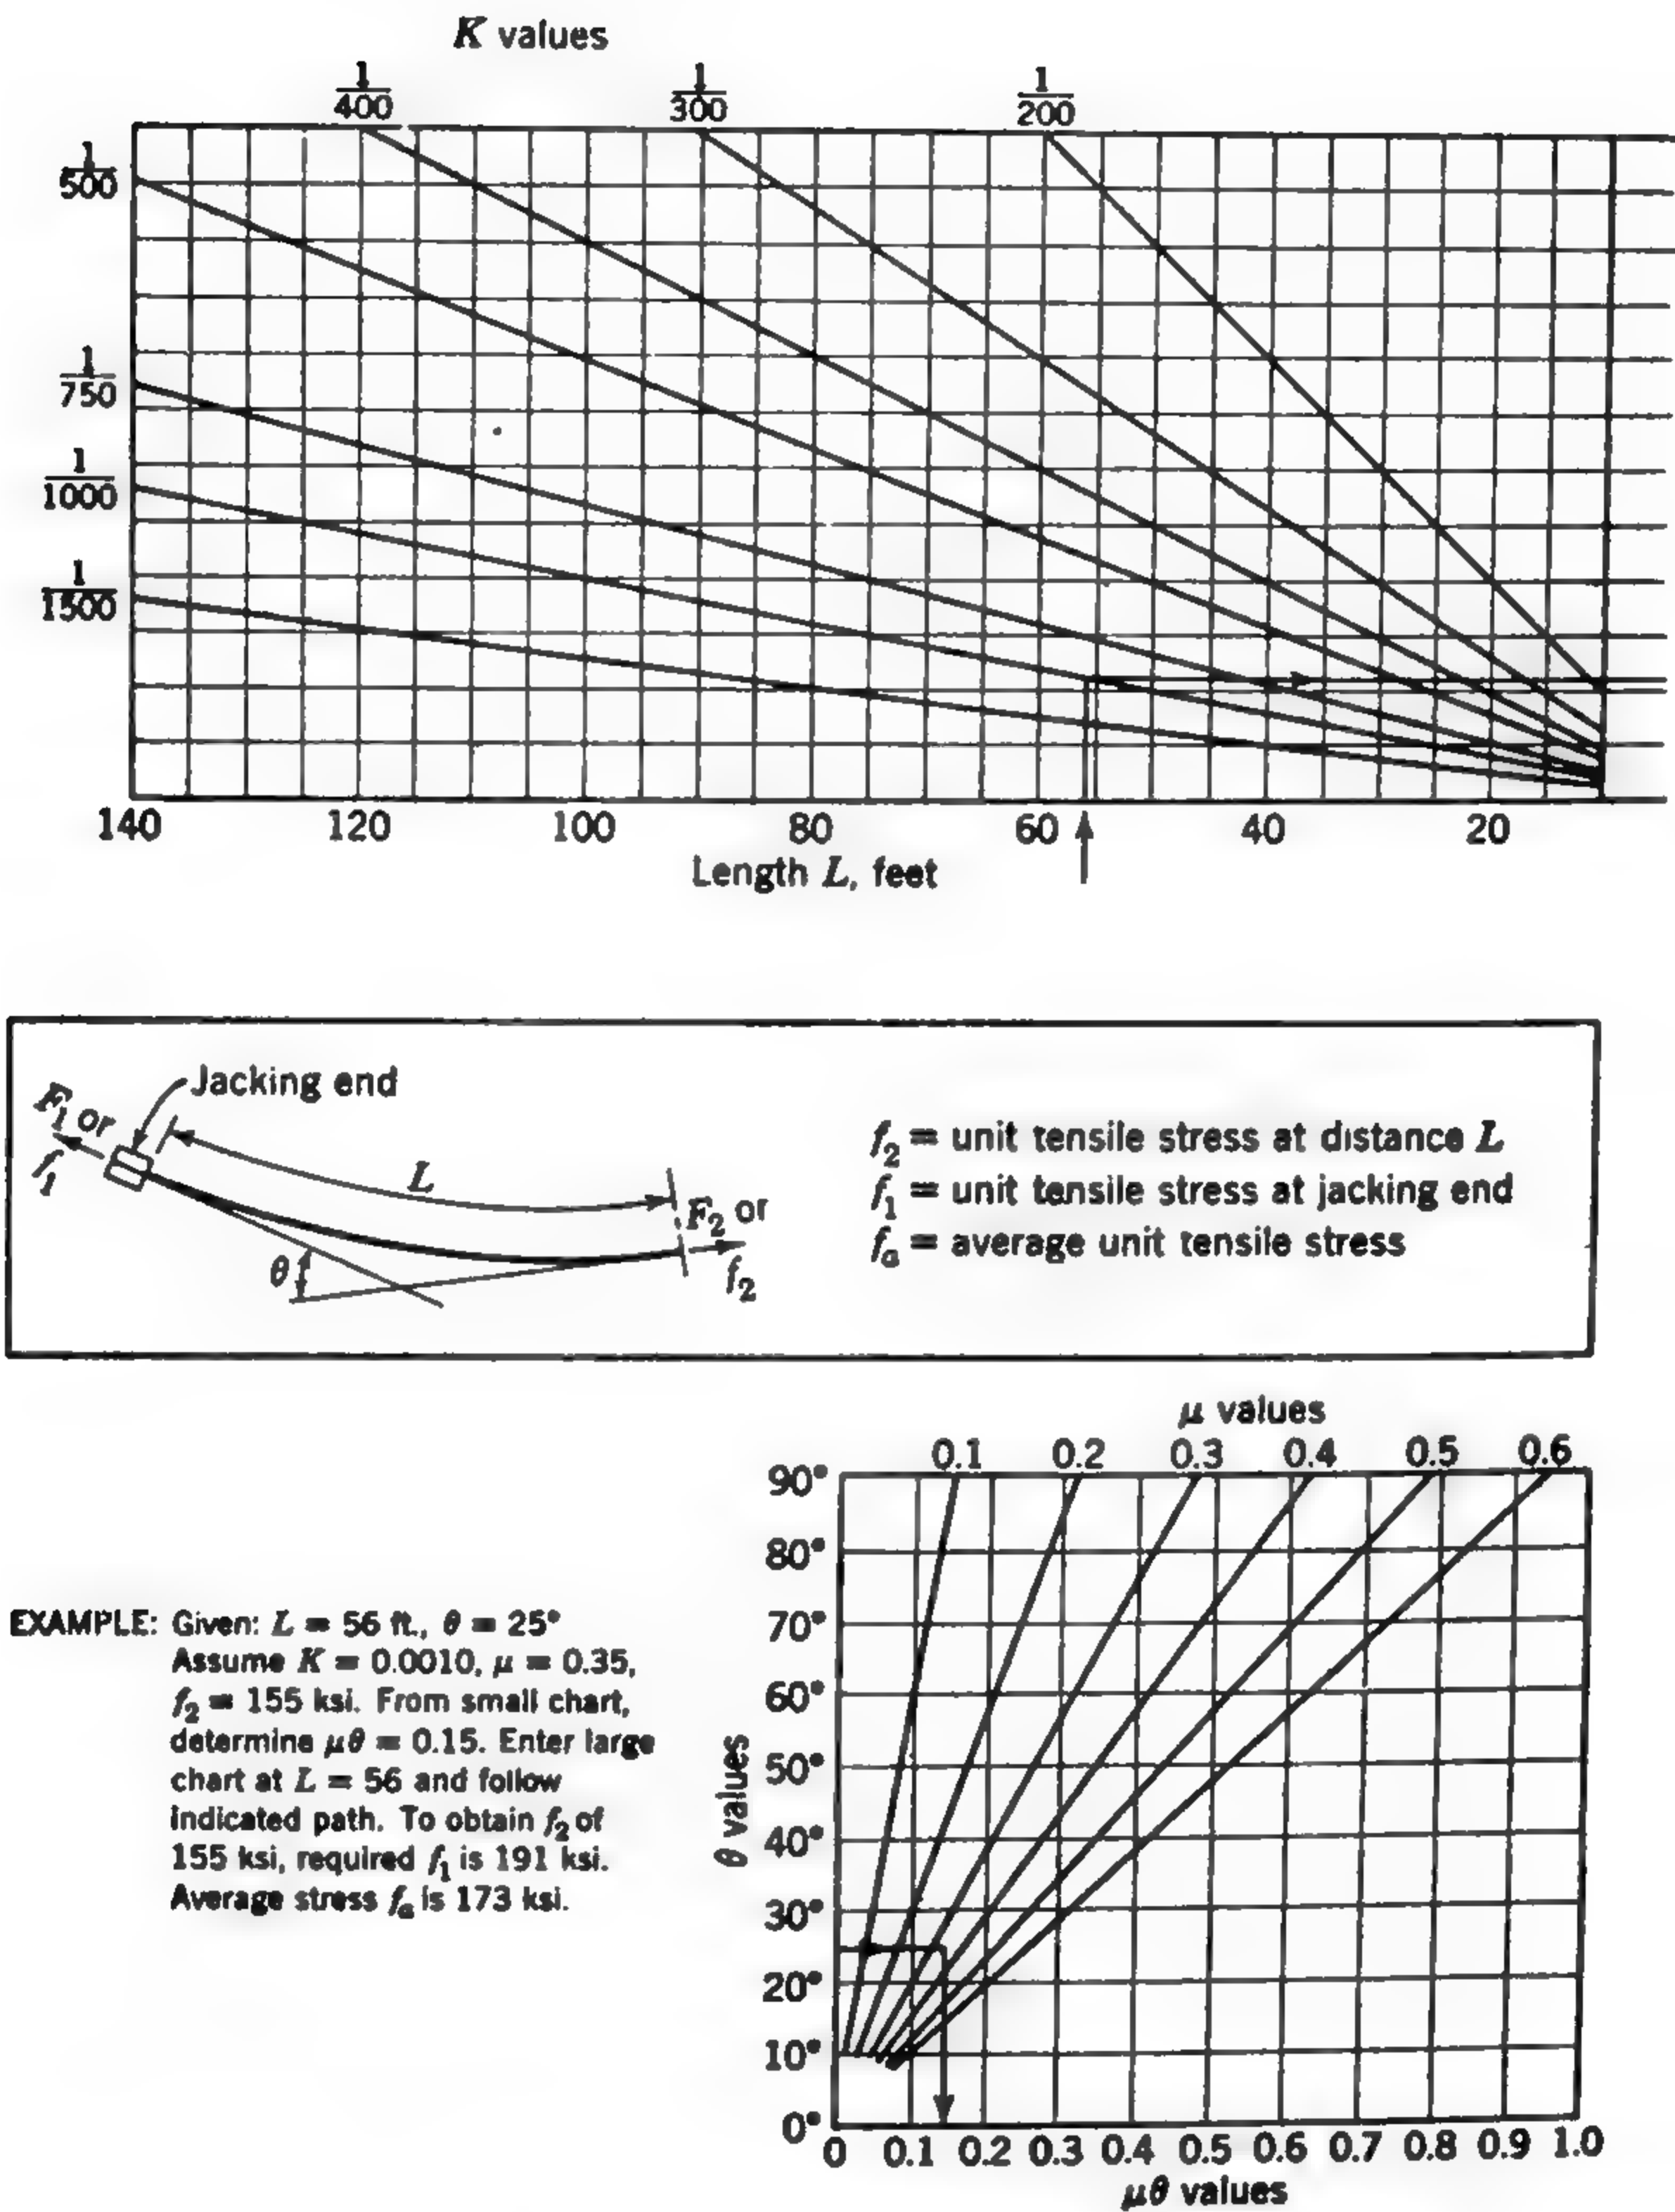 K values
1/400 1/300 1/200
1/500
1/750
1/1000
1/1500
140 120 100 80 60 40 20
Length L, feet
Jacking end
F1 or
f1
L
F2 or
f2
θ
f2 = unit tensile stress at distance L
f1 = unit tensile stress at jacking end
fa = average unit tensile stress
EXAMPLE: Given: L = 56 ft., θ = 25°
Assume K = 0.0010, μ = 0.35,
f2 = 155 ksi. From small chart,
determine μθ = 0.15. Enter large
chart at L = 56 and follow
indicated path. To obtain f2 of
155 ksi, required f1 is 191 ksi.
Average stress fa is 173 ksi.
μ values
0.1 0.2 0.3 0.4 0.5 0.6
90°
80°
70°
60°
50°
40°
30°
20°
10°
0°
θ values
0 0.1 0.2 0.3 0.4 0.5 0.6 0.7 0.8 0.9 1.0
μθ values